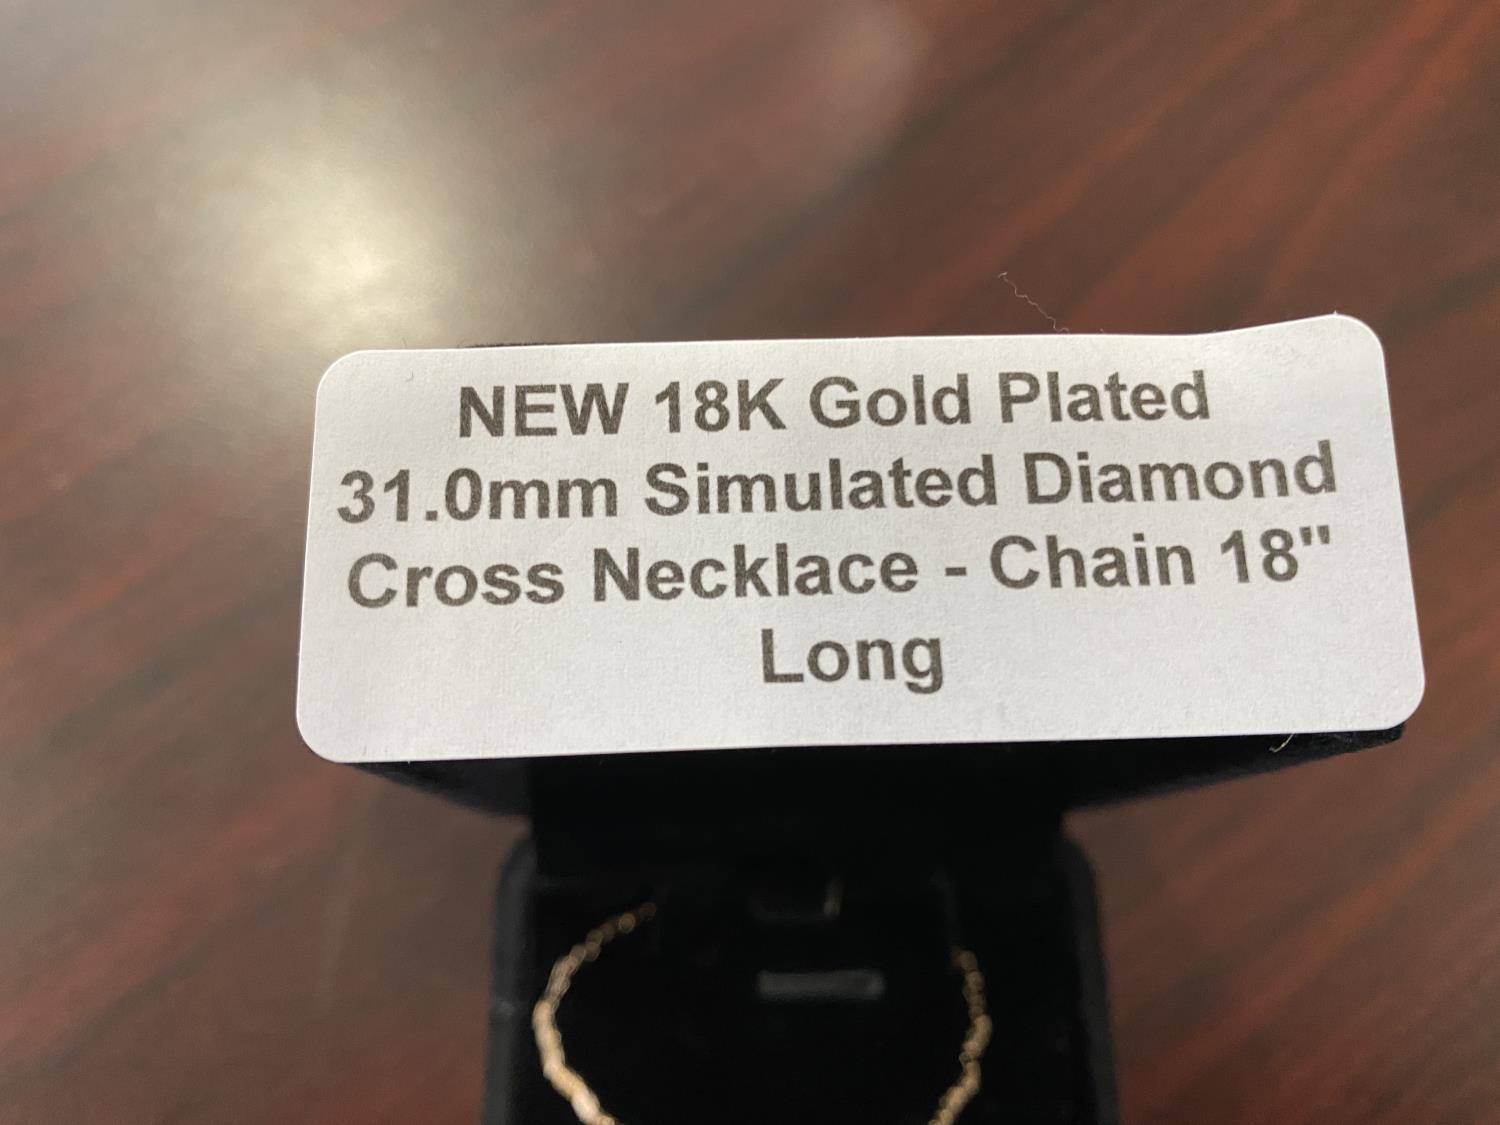 NEW 18K Gold Plated
31.0mm Simulated Diamond
Cross Necklace - Chain 18"
Long